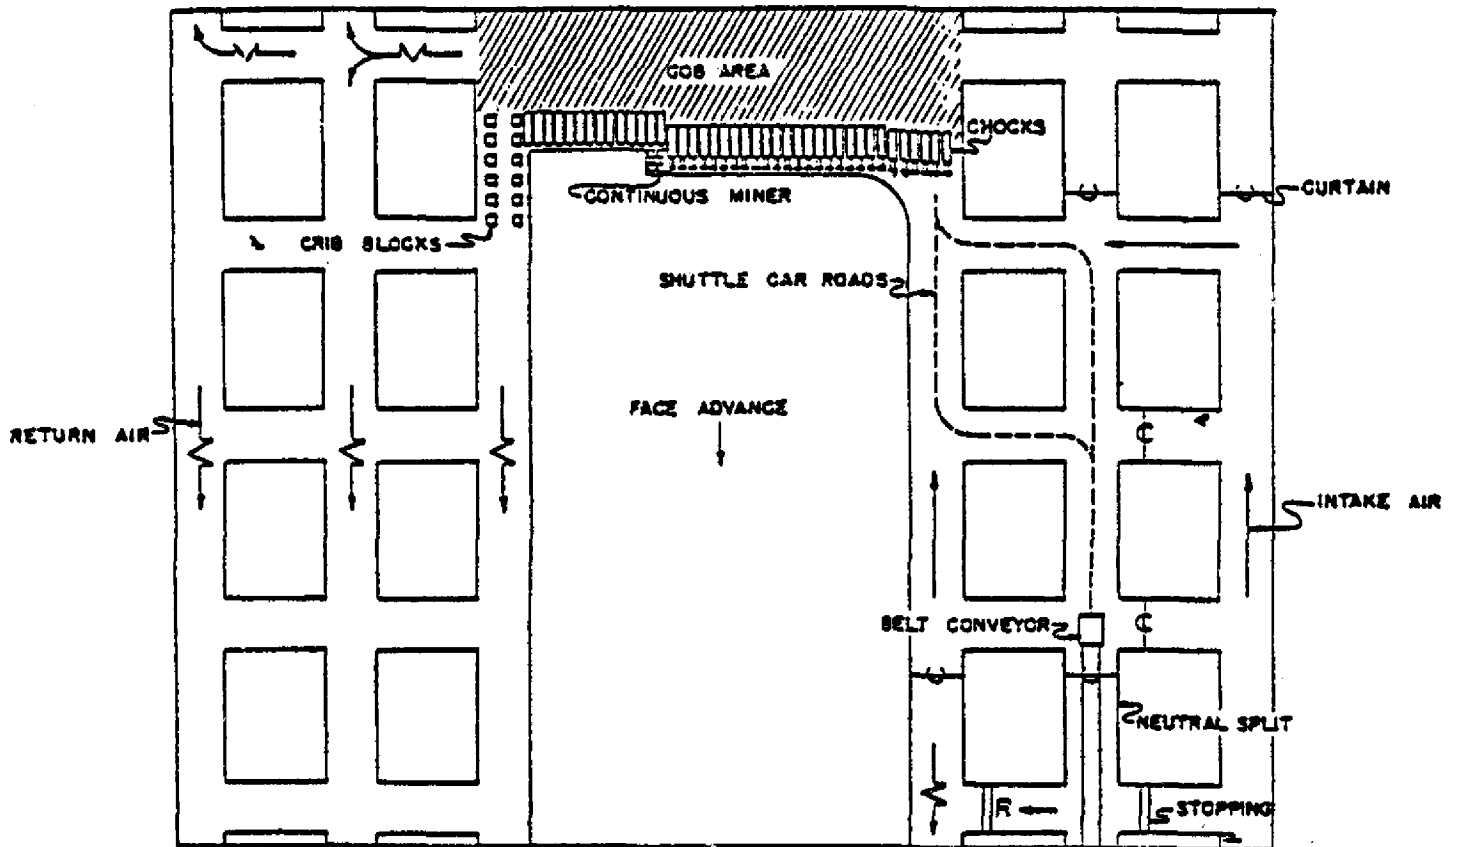 GOB AREA
CHOCKS
CONTINUOUS MINER
CURTAIN
CRIB BLOCKS
SHUTTLE CAR ROADS
FACE ADVANCE
RETURN AIR
INTAKE AIR
BELT CONVEYOR
NEUTRAL SPLIT
R
STOPPING